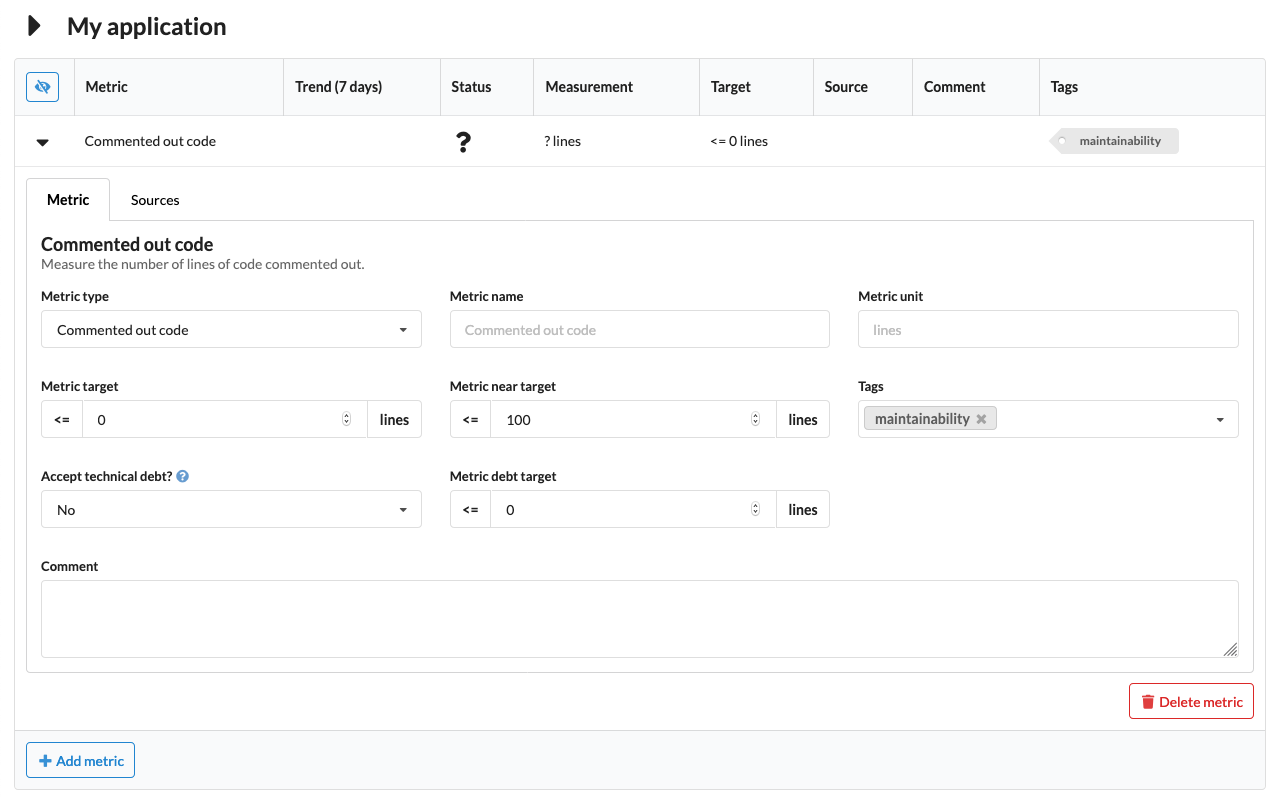 My application
Metric Trend (7 days) Status Measurement Target Source Comment Tags
Commented out code ? ? lines <= 0 lines maintainability
Metric Sources
Commented out code
Measure the number of lines of code commented out.
Metric type Metric name Metric unit
Commented out code Commented out code lines
Metric target Metric near target Tags
<= 0 lines <= 100 lines maintainability
Accept technical debt? ? Metric debt target
No <= 0 lines
Comment
Delete metric
Add metric